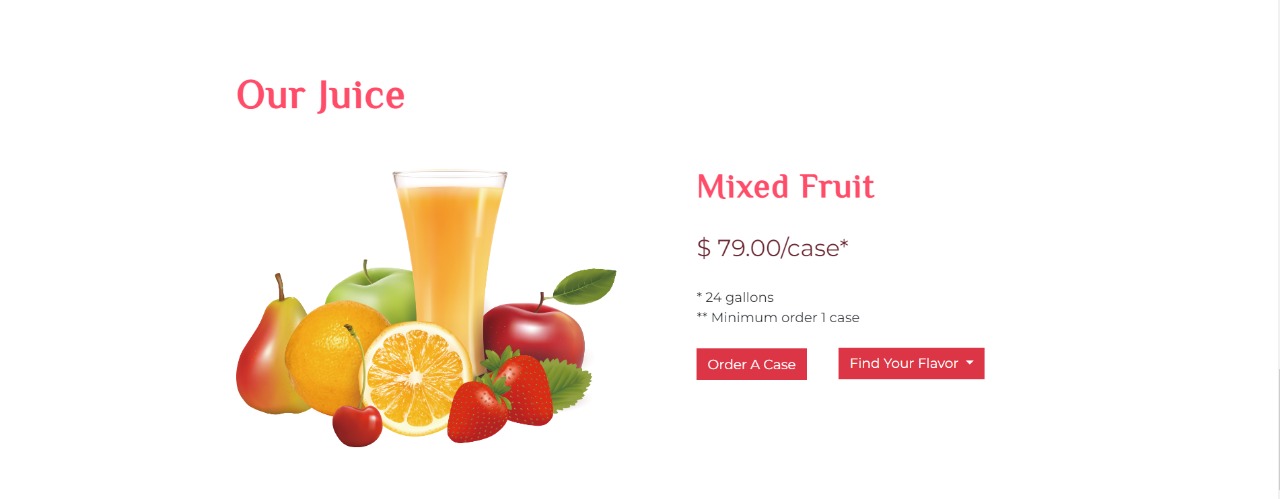 Our Juice
Mixed Fruit
$ 79.00/case*
* 24 gallons
** Minimum order 1 case
Order A Case
Find Your Flavor